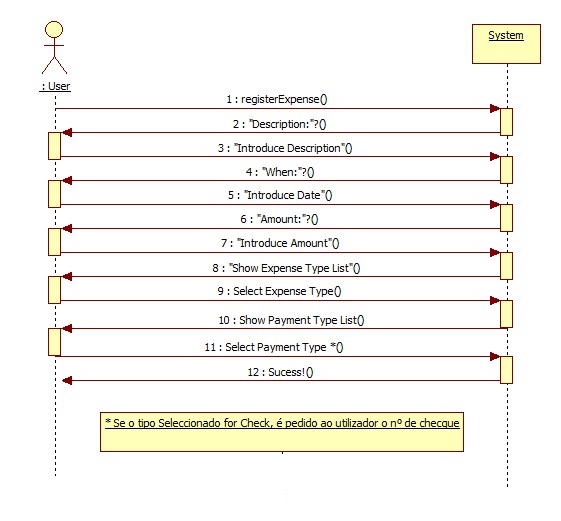 System
: User
1 : registerExpense()
2 : "Description:"?()
3 : "Introduce Description"()
4 : "When:"?()
5 : "Introduce Date"()
6 : "Amount:"?()
7 : "Introduce Amount"()
8 : "Show Expense Type List"()
9 : Select Expense Type()
10 : Show Payment Type List()
11 : Select Payment Type *()
12 : Sucess!()
* Se o tipo Seleccionado for Check, é pedido ao utilizador o nº de checque